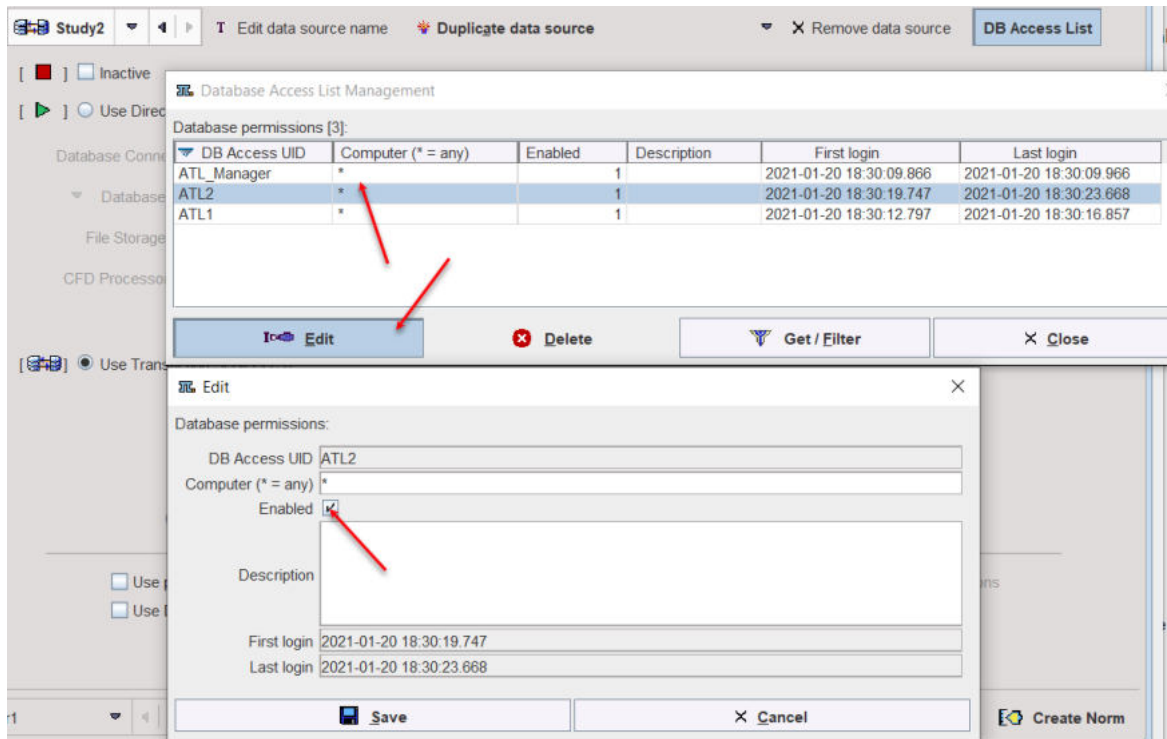 Study2 T Edit data source name Duplicate data source Remove data source DB Access List
[ ] Inactive
Database Access List Management
[ ] Use Direc
Database permissions [3]:
Database Conne
DB Access UID Computer (* = any) Enabled Description First login Last login
ATL_Manager * 1 2021-01-20 18:30:09.866 2021-01-20 18:30:09.966
Database
ATL2 * 1 2021-01-20 18:30:19.747 2021-01-20 18:30:23.668
ATL1 * 1 2021-01-20 18:30:12.797 2021-01-20 18:30:16.857
File Storage
CFD Processo
Edit Delete Get / Filter Close
[ ] Use Trans
Edit
Database permissions:
DB Access UID ATL2
Computer (* = any) *
Enabled
Description
Use p
ons
Use D
First login 2021-01-20 18:30:19.747
Last login 2021-01-20 18:30:23.668
r1 Save Cancel Create Norm